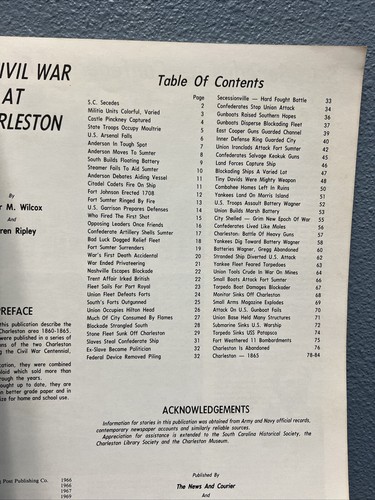 CIVIL WAR
AT
RLESTON
By
r M. Wilcox
And
ren Ripley
PREFACE
this publication describe the
Charleston area 1860-1865.
were published in a series of
ons of the two Charleston
g the Civil War Centennial,
cation, they were combined
which sold more than
through the years.
ought up to date, they are
n better grade paper and in
ize for home and school use.
Post Publishing Co.
1966
1966
1967
1969
Table Of Contents
Page
S.C. Secedes
Militia Units Colorful, Varied 2
Castle Pinckney Captured 3
State Troops Occupy Moultrie 4
U.S. Arsenal Falls 5
Anderson In Tough Spot 7
Anderson Moves To Sumter 8
South Builds Floating Battery 8
Steamer Fails To Aid Sumter 10
Anderson Debates Aiding Vessel 11
Citadel Cadets Fire On Ship 11
Fort Johnson Erected 1708 11
Fort Sumter Ringed By Fire 12
U.S. Garrison Prepares Defenses 13
Who Fired The First Shot 14
Opposing Leaders Once Friends 14
Confederate Artillery Shells Sumter 16
Bad Luck Dogged Relief Fleet 16
Fort Sumter Surrenders 17
War's First Death Accidental 20
War Ended Privateering 21
Nashville Escapes Blockade 22
Trent Affair Irked British 22
Fleet Sails For Port Royal 23
Union Fleet Defeats Forts 24
South's Forts Outgunned 25
Union Occupies Hilton Head 26
Much Of City Consumed By Flames 27
Blockade Strangled South 28
Stone Fleet Sunk Off Charleston 29
Slaves Steal Confederate Ship 31
Ex-Slave Became Politician 32
Federal Device Removed Piling 32
Secessionville — Hard Fought Battle 33
Confederates Stop Union Attack 34
Gunboats Raised Southern Hopes 36
Gunboats Disperse Blockading Fleet 37
East Cooper Guns Guarded Channel 39
Inner Defense Ring Guarded City 40
Union Ironclads Attack Fort Sumter 42
Confederates Salvage Keokuk Guns 45
Land Forces Capture Ship 46
Blockading Ships A Varied Lot 47
Tiny Davids Were Mighty Weapon 48
Combahee Homes Left In Ruins 50
Yankees Land On Morris Island 51
U.S. Troops Assault Battery Wagner 52
Union Builds Marsh Battery 53
City Shelled — Grim New Epoch Of War 55
Confederates Lived Like Moles 56
Charleston: Battle Of Heavy Guns 57
Yankees Dig Toward Battery Wagner 58
Batteries Wagner, Gregg Abandoned 60
Stranded Ship Diverted U.S. Attack 62
Yankee Fleet Feared Torpedoes 63
Union Tools Crude In War On Mines 64
Small Boats Attack Fort Sumter 66
Torpedo Boat Damages Blockader 67
Monitor Sinks Off Charleston 68
Small Arms Magazine Explodes 69
Attack On U.S. Gunboat Fails 70
Union Base Held Many Structures 71
Submarine Sinks U.S. Warship 72
Torpedo Sinks USS Patapsco 74
Fort Weathered 11 Bombardments 75
Charleston Is Abandoned 76
Charleston — 1865 78-84
ACKNOWLEDGEMENTS
Information for stories in this publication was obtained from Army and Navy official records,
contemporary newspaper accounts and similarly reliable sources.
Appreciation for assistance is extended to the South Carolina Historical Society, the
Charleston Library Society and the Charleston Museum.
Published By
The News And Courier
And